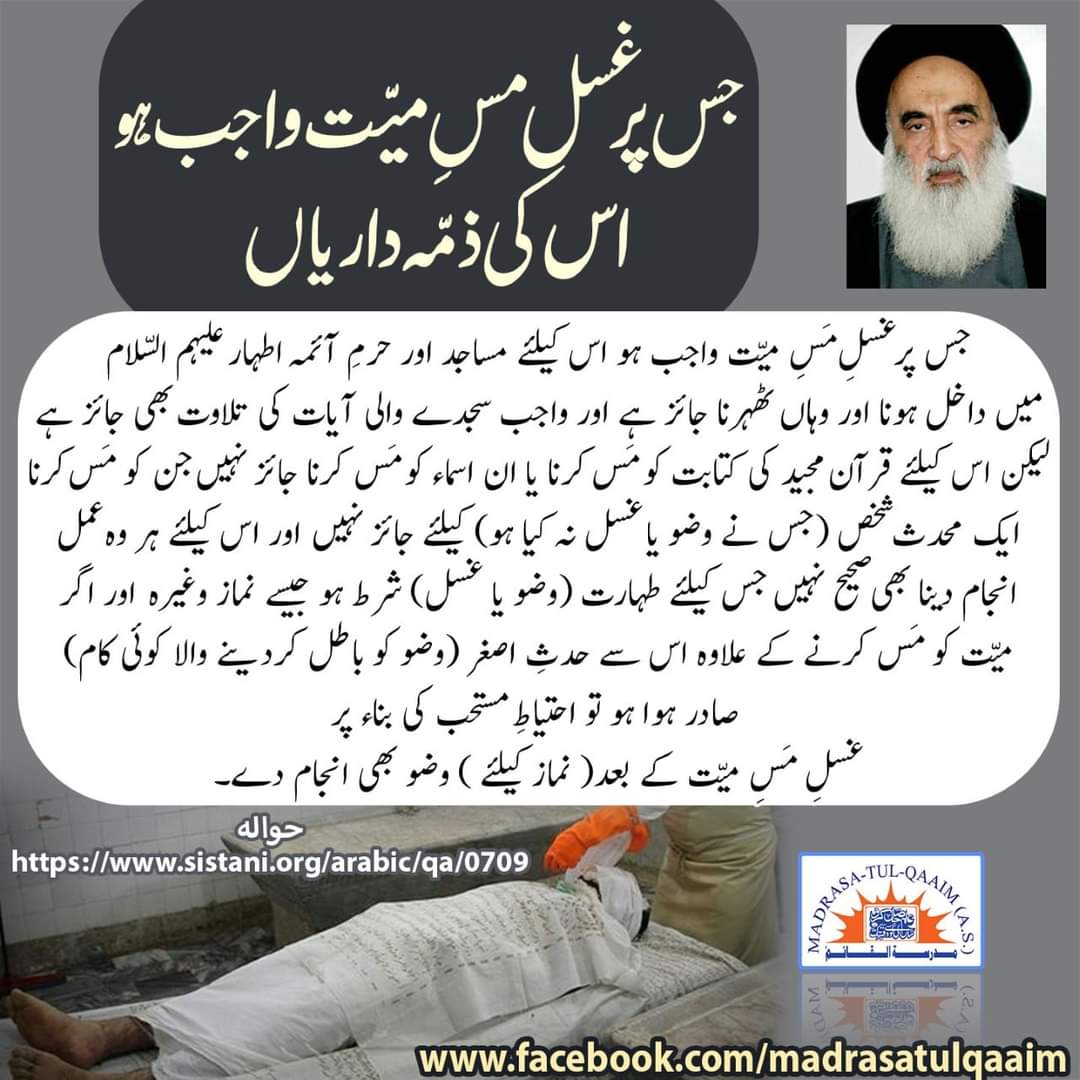 جس پر غسلِ مسِ میّت واجب ہو
اس کی ذمّہ داریاں
جس پر غسلِ مَسِ میّت واجب ہو اس کیلئے مساجد اور حرمِ آئمہ اطہار علیہم السّلام
میں داخل ہونا اور وہاں ٹھہرنا جائز ہے اور واجب سجدے والی آیات کی تلاوت بھی جائز ہے
لیکن اس کیلئے قرآن مجید کی کتابت کو مَس کرنا یا ان اسماء کو مَس کرنا جائز نہیں جن کو مَس کرنا
ایک محدث شخص (جس نے وضو یا غسل نہ کیا ہو) کیلئے جائز نہیں اور اس کیلئے ہر وہ عمل
انجام دینا بھی صحیح نہیں جس کیلئے طہارت (وضو یا غسل) شرط ہو جیسے نماز وغیرہ اور اگر
میّت کو مَس کرنے کے علاوہ اس سے حدثِ اصغر (وضو کو باطل کردینے والا کوئی کام)
صادر ہوا ہو تو احتیاطِ مستحب کی بناء پر
غسلِ مَسِ میّت کے بعد( نماز کیلئے ) وضو بھی انجام دے۔
حوالہ
https://www.sistani.org/arabic/qa/0709
MADRASA-TUL-QAAIM (A.S)
مدرسة القائم
www.facebook.com/madrasatulqaaim